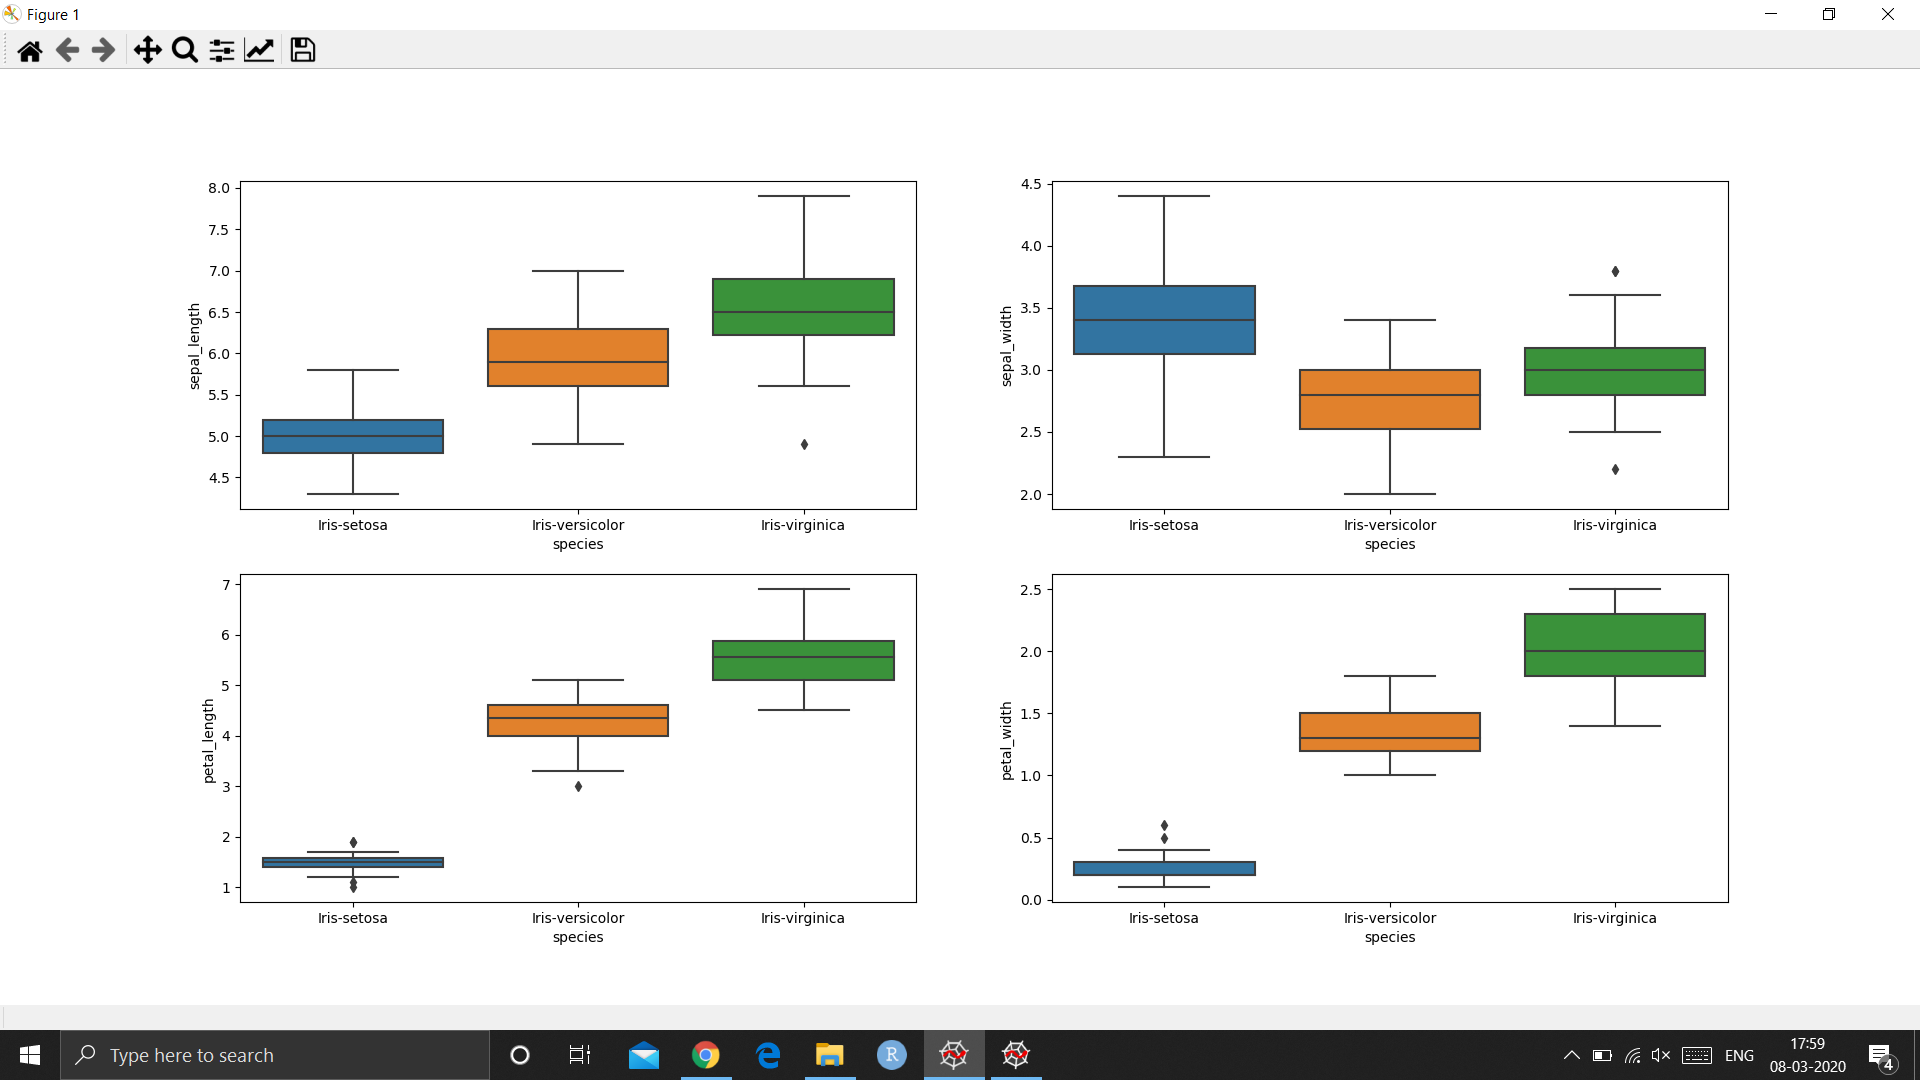 Figure 1
8.0
7.5
7.0
6.5
6.0
5.5
5.0
4.5
sepal_length
Iris-setosa Iris-versicolor Iris-virginica
species
4.5
4.0
3.5
3.0
2.5
2.0
sepal_width
Iris-setosa Iris-versicolor Iris-virginica
species
7
6
5
4
3
2
1
petal_length
Iris-setosa Iris-versicolor Iris-virginica
species
2.5
2.0
1.5
1.0
0.5
0.0
petal_width
Iris-setosa Iris-versicolor Iris-virginica
species
Type here to search
R
ENG
17:59
08-03-2020
4